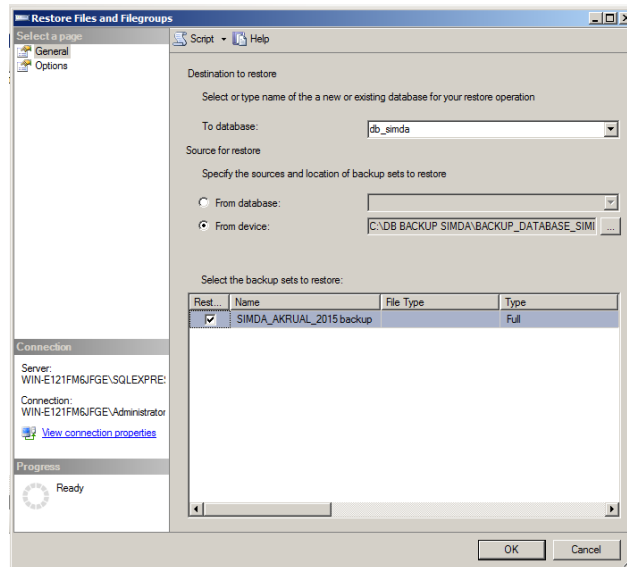 Restore Files and Filegroups
Select a page
General
Options
Script
Help
Destination to restore
Select or type name of the a new or existing database for your restore operation
To database:
db_simda
Source for restore
Specify the sources and location of backup sets to restore
From database:
From device:
C:\DB BACKUP SIMDA\BACKUP_DATABASE_SIMI
...
Select the backup sets to restore:
Rest... Name File Type Type
SIMDA_AKRUAL_2015 backup Full
Connection
Server:
WIN-E121FM6JFGE\SQLEXPRE:
Connection:
WIN-E121FM6JFGE\Administrator
View connection properties
Progress
Ready
OK
Cancel